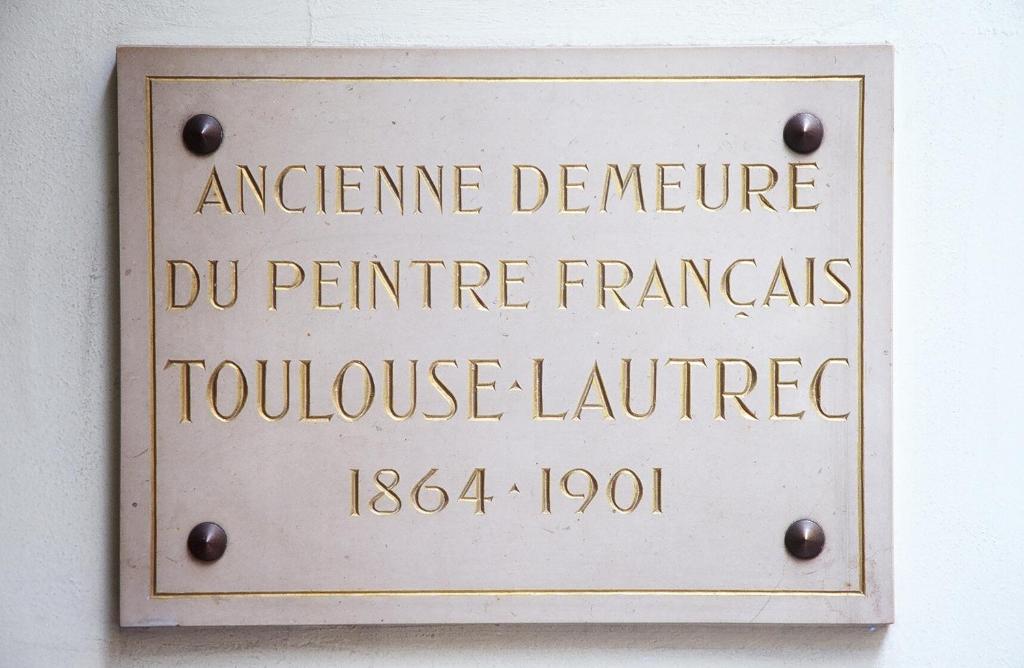 ANCIENNE DEMEURE
DU PEINTRE FRANÇAIS
TOULOUSE·LAUTREC
1864·1901